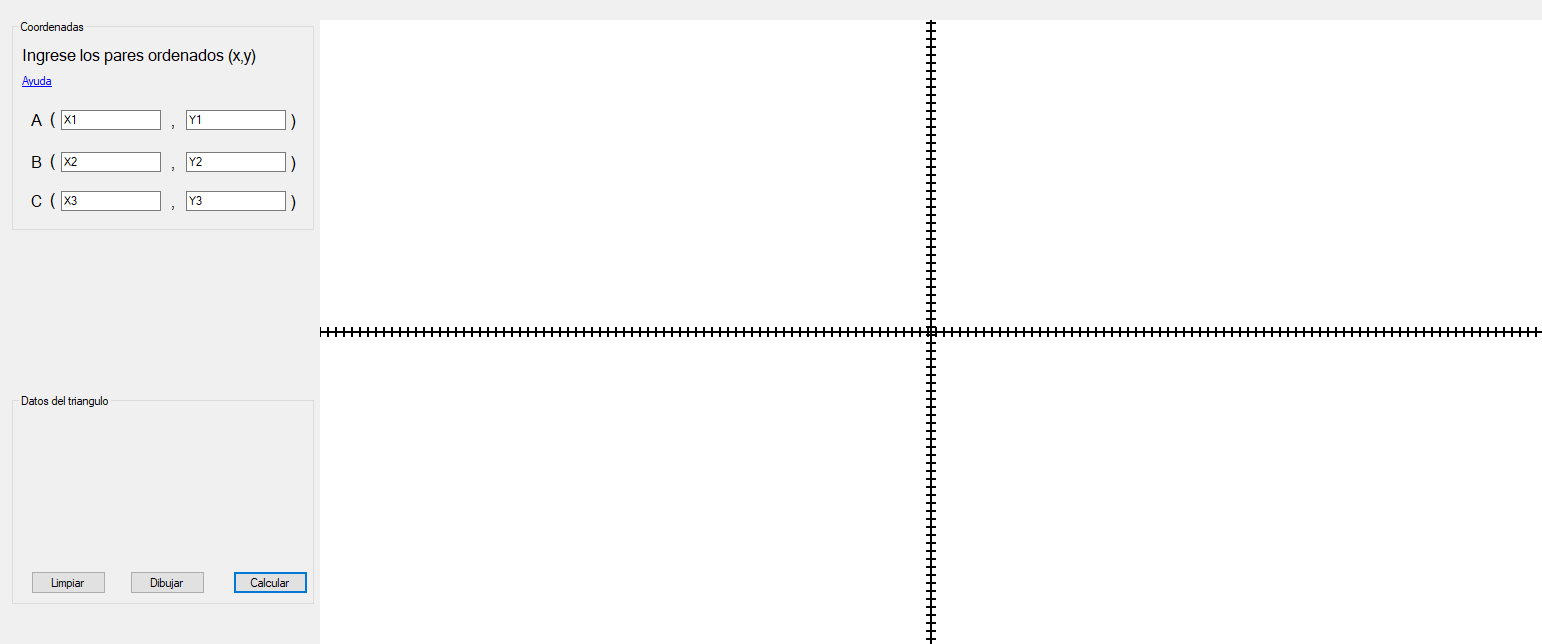 Coordenadas
Ingrese los pares ordenados (x,y)
Ayuda
A ( X1 , Y1 )
B ( X2 , Y2 )
C ( X3 , Y3 )
Datos del triangulo
Limpiar Dibujar Calcular